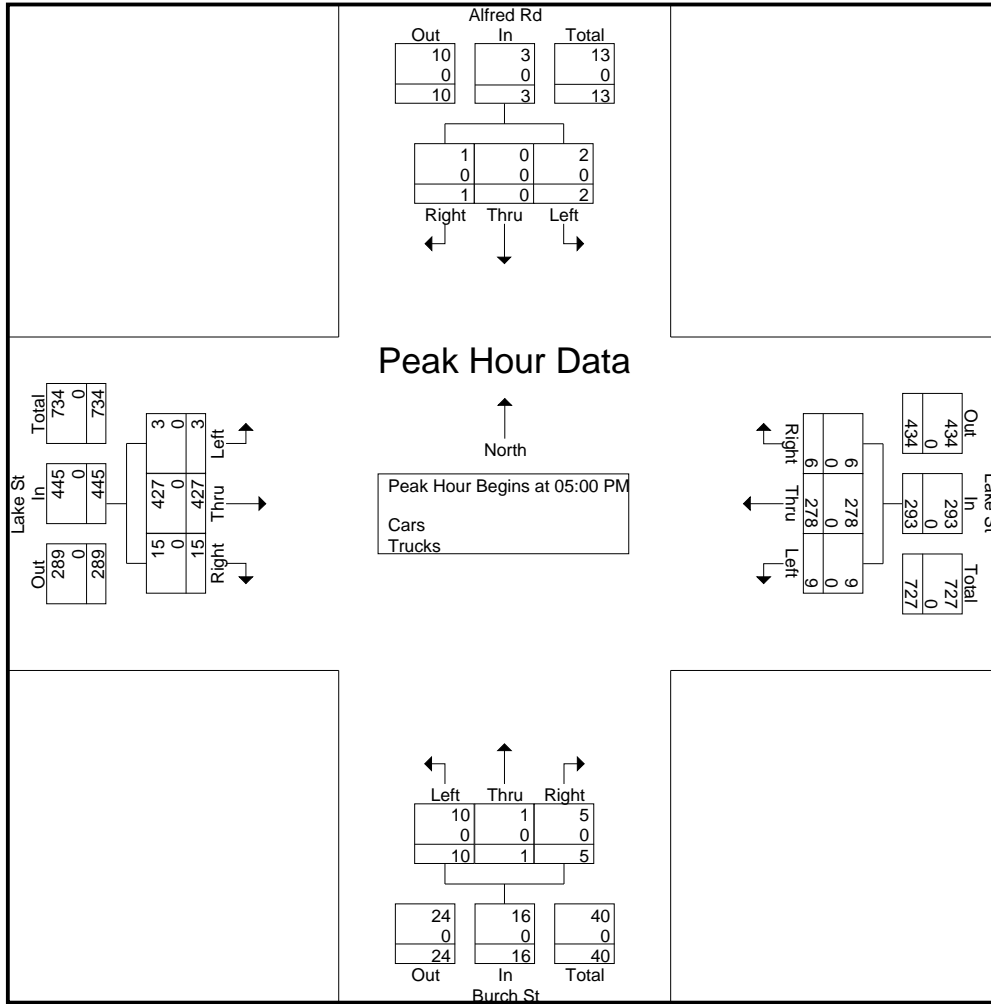 Alfred Rd
Out In Total
10 3 13
0 0 0
10 3 13
1 0 2
0 0 0
1 0 2
Right Thru Left
Peak Hour Data
North
Peak Hour Begins at 05:00 PM
Cars
Trucks
Lake St
Total In Out
734 445 289
0 0 0
734 445 289
3 427 15
0 0 0
3 427 15
Left Thru Right
Right Thru Left
6 278 9
0 0 0
6 278 9
Out In Total
434 293 727
0 0 0
434 293 727
Lake St
Left Thru Right
10 1 5
0 0 0
10 1 5
24 16 40
0 0 0
24 16 40
Out In Total
Burch St